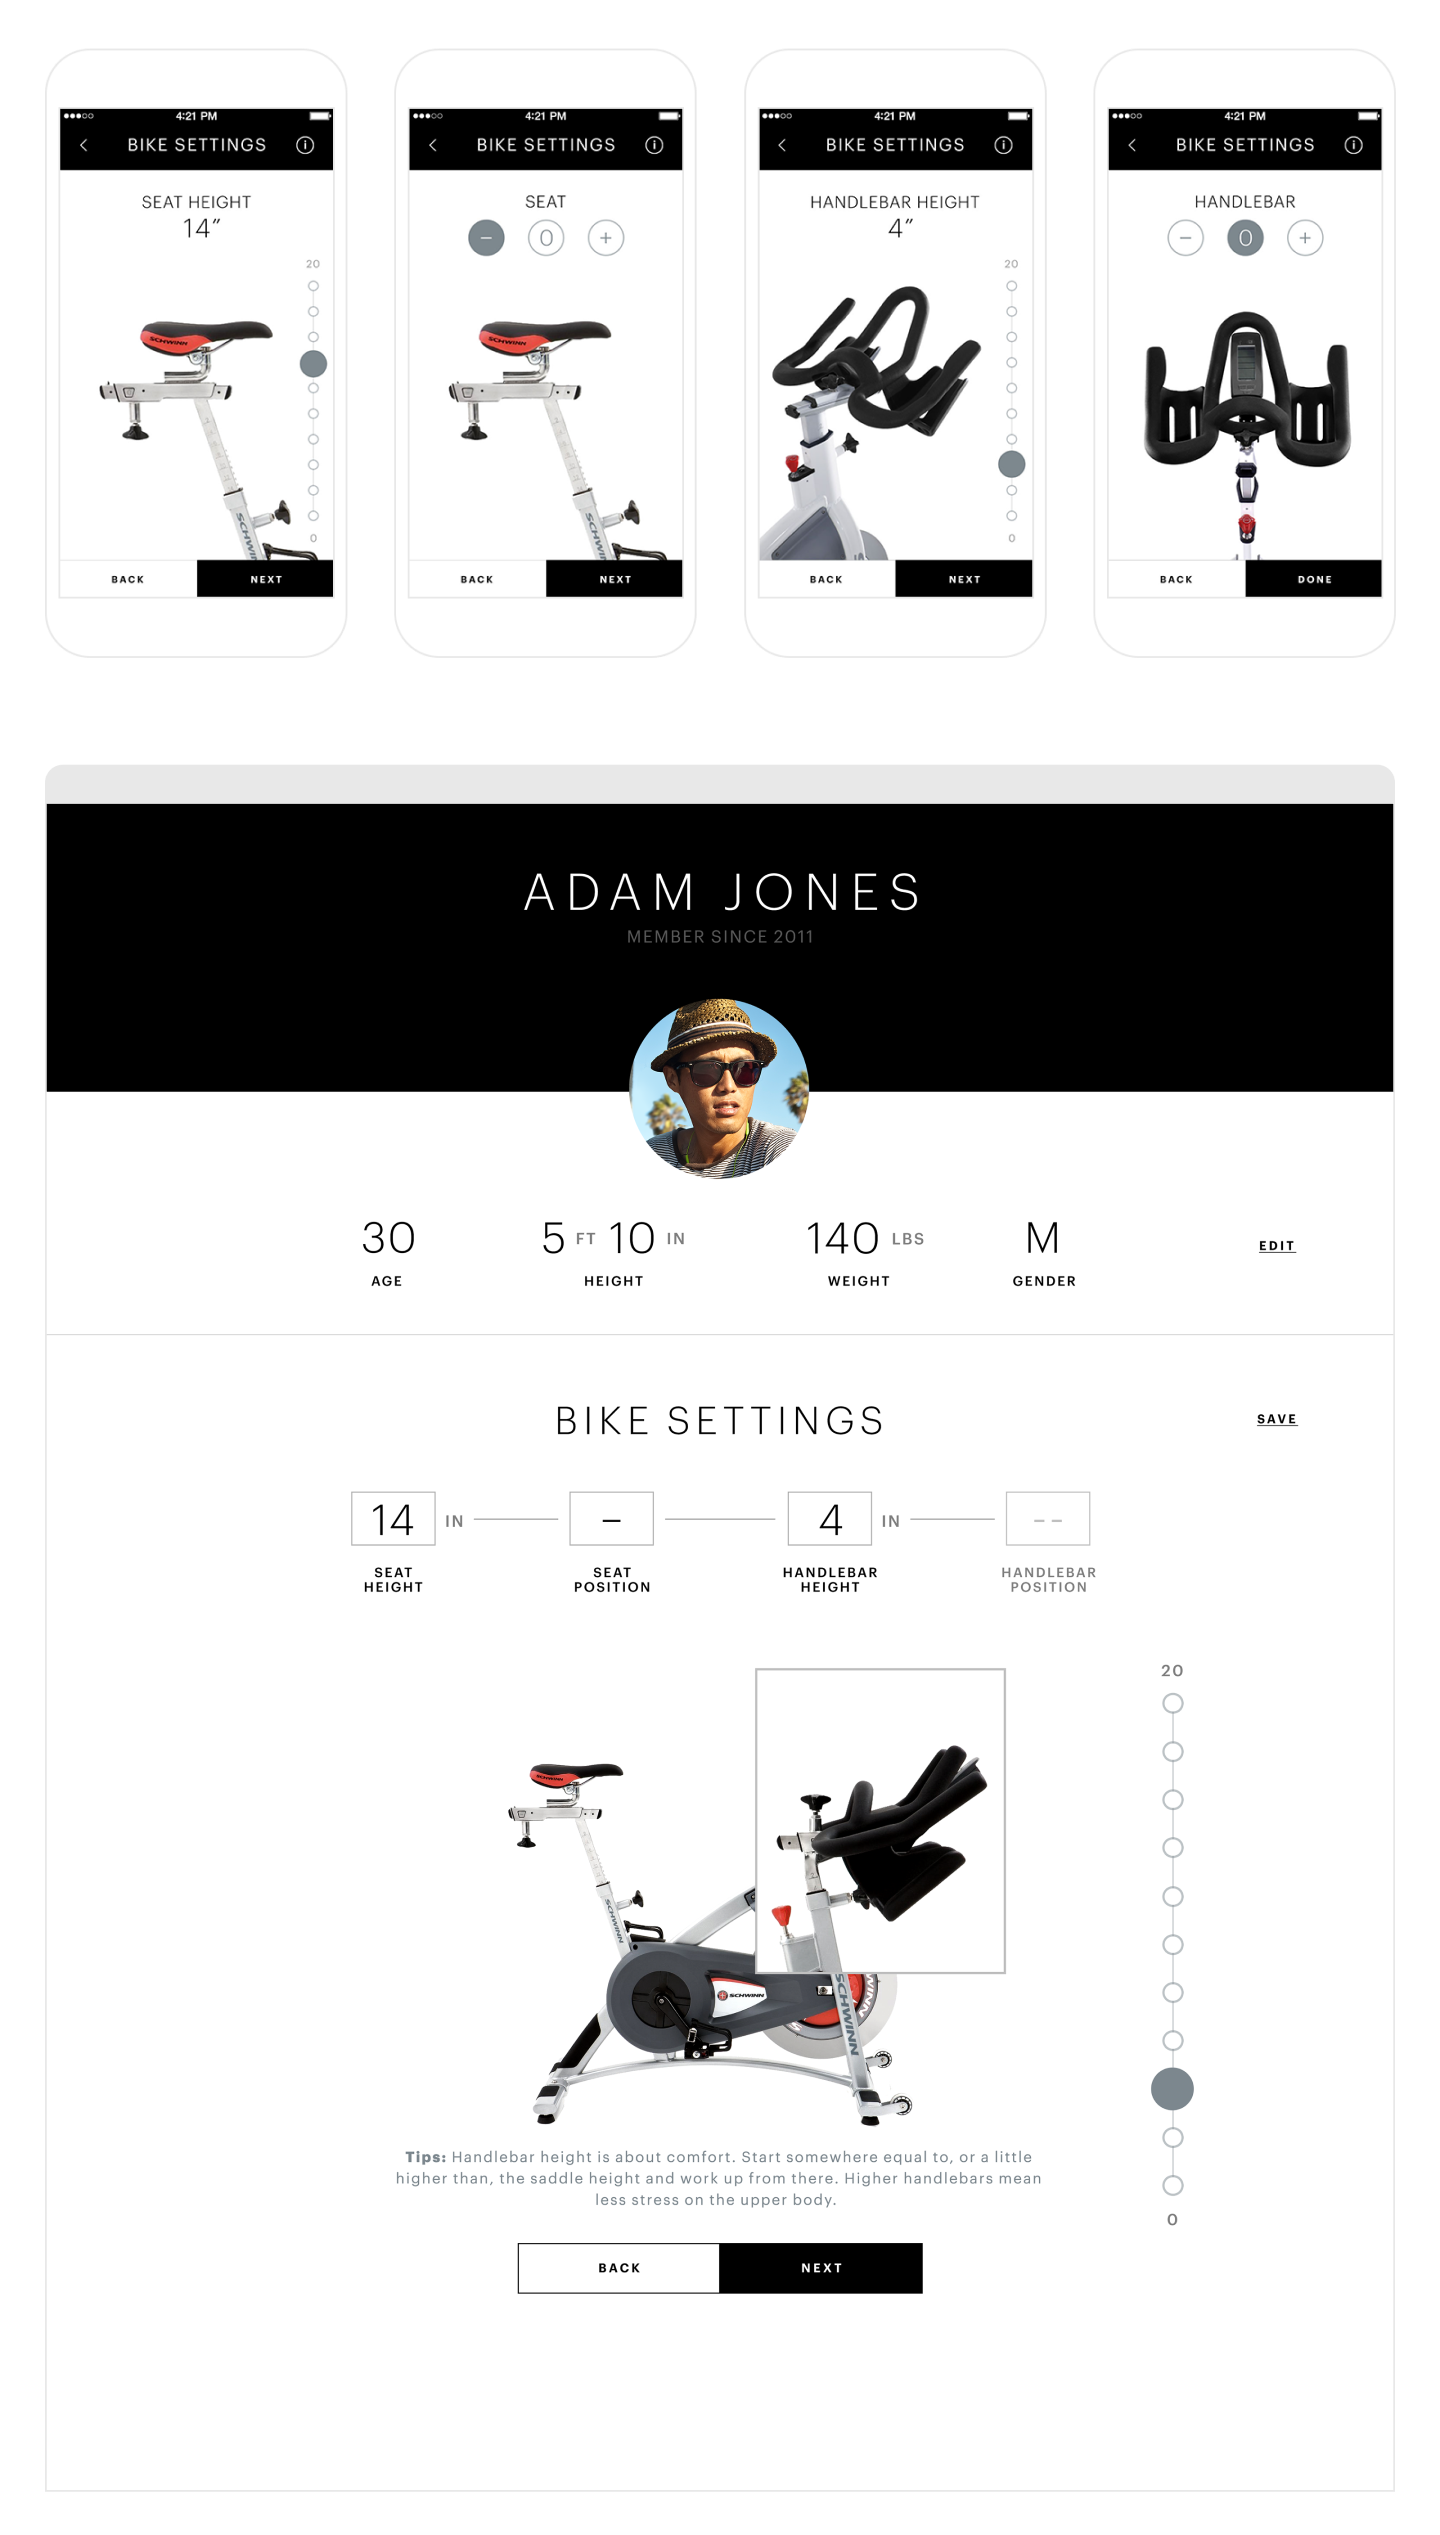 4:21 PM
BIKE SETTINGS
SEAT HEIGHT
14″
20
SCHWINN
0
BACK NEXT
4:21 PM
BIKE SETTINGS
SEAT
– 0 +
SCHWINN
BACK NEXT
4:21 PM
BIKE SETTINGS
HANDLEBAR HEIGHT
4″
20
0
BACK NEXT
4:21 PM
BIKE SETTINGS
HANDLEBAR
– 0 +
BACK DONE
ADAM JONES
MEMBER SINCE 2011
30 5 FT 10 IN 140 LBS M
AGE HEIGHT WEIGHT GENDER
EDIT
BIKE SETTINGS
SAVE
14 IN – 4 IN --
SEAT HEIGHT
SEAT POSITION
HANDLEBAR HEIGHT
HANDLEBAR POSITION
20
SCHWINN
SCHWINN
SCHWINN
SCHWINN
Tips: Handlebar height is about comfort. Start somewhere equal to, or a little
higher than, the saddle height and work up from there. Higher handlebars mean
less stress on the upper body.
0
BACK NEXT